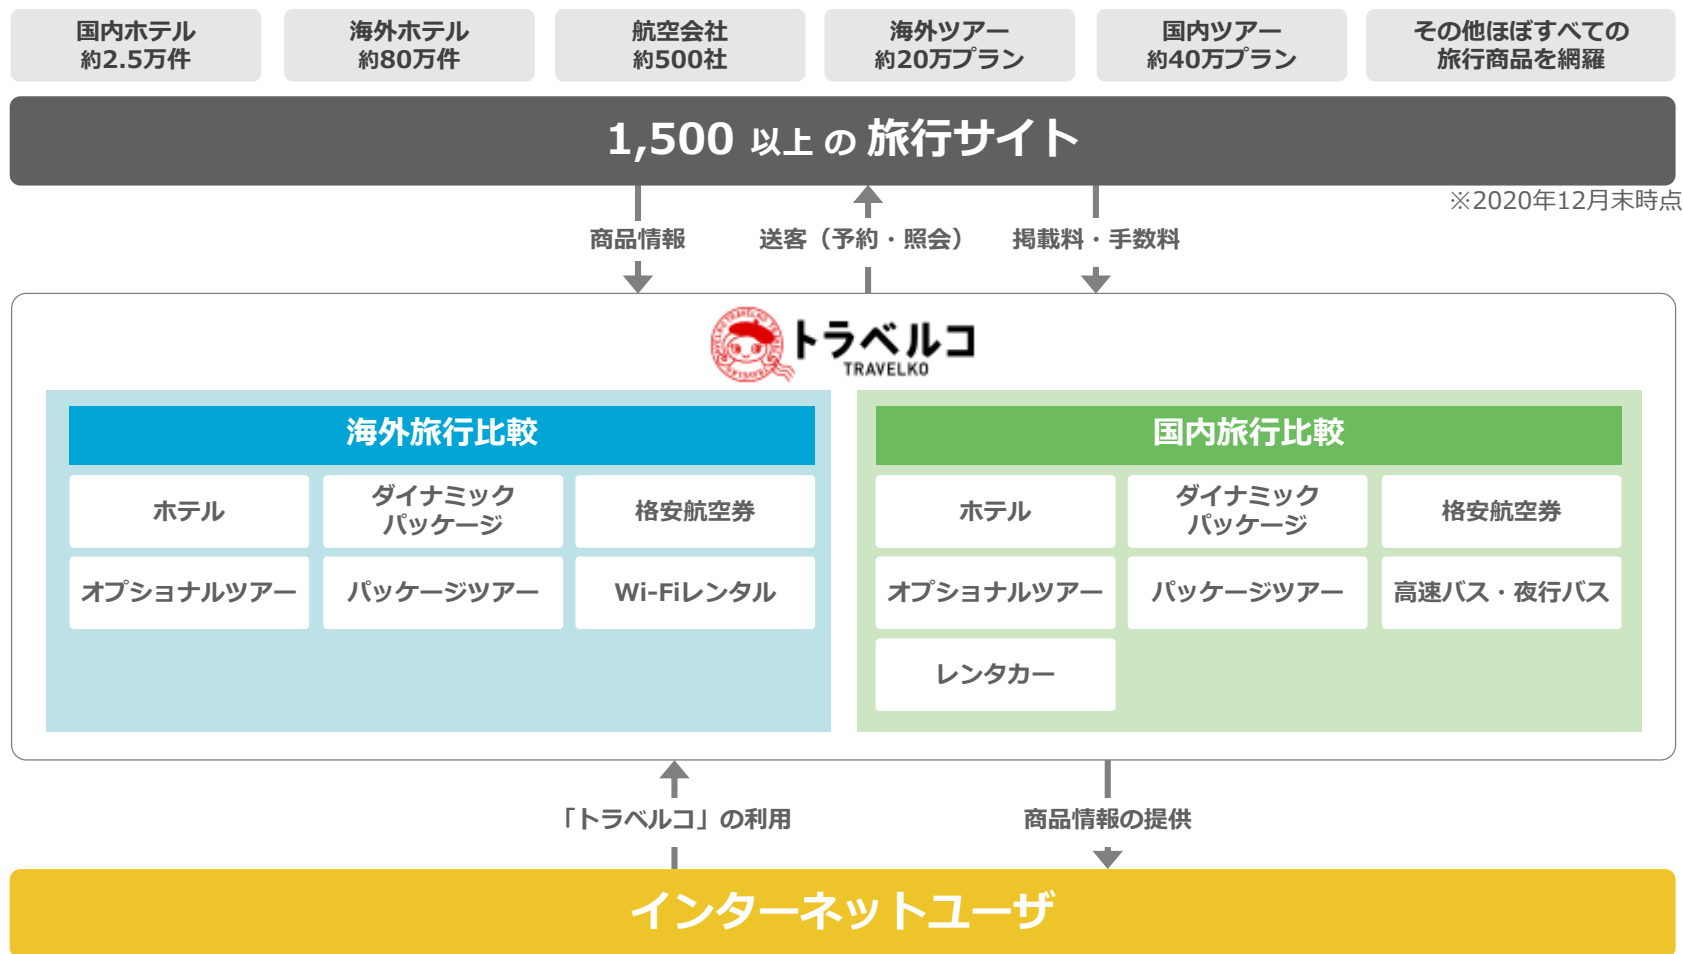 国内ホテル
約2.5万件
海外ホテル
約80万件
航空会社
約500社
海外ツアー
約20万プラン
国内ツアー
約40万プラン
その他ほぼすべての
旅行商品を網羅
1,500 以上 の 旅行サイト
※2020年12月末時点
商品情報
送客（予約・照会）
掲載料・手数料
トラベルコ
TRAVELKO
海外旅行比較
ホテル
ダイナミック
パッケージ
格安航空券
オプショナルツアー
パッケージツアー
Wi-Fiレンタル
国内旅行比較
ホテル
ダイナミック
パッケージ
格安航空券
オプショナルツアー
パッケージツアー
高速バス・夜行バス
レンタカー
「トラベルコ」の利用
商品情報の提供
インターネットユーザ